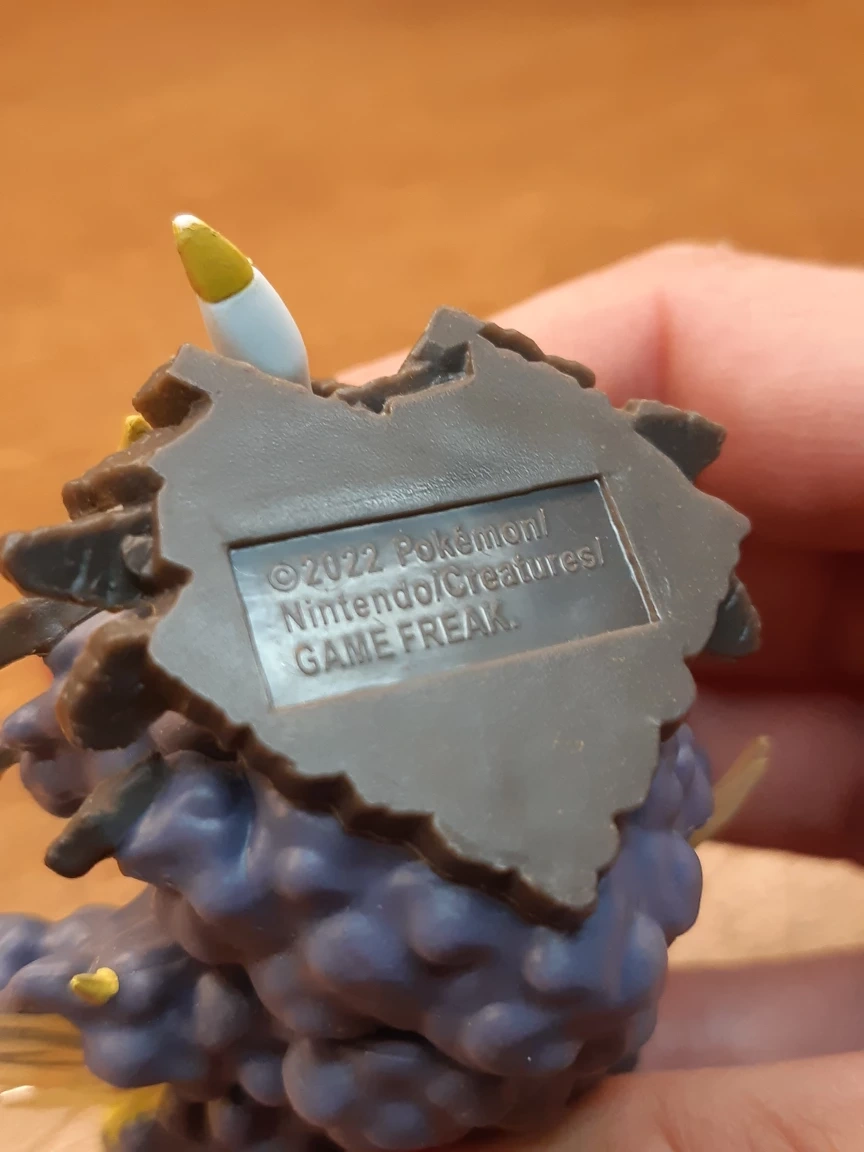 ©2022 Pokémon/
Nintendo/Creatures/
GAME FREAK.